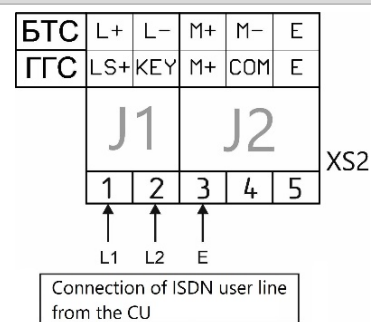 БТС L+ L- M+ M- E
ГГС LS+ KEY M+ COM E
J1 J2
XS2
1 2 3 4 5
L1 L2 E
Connection of ISDN user line
from the CU